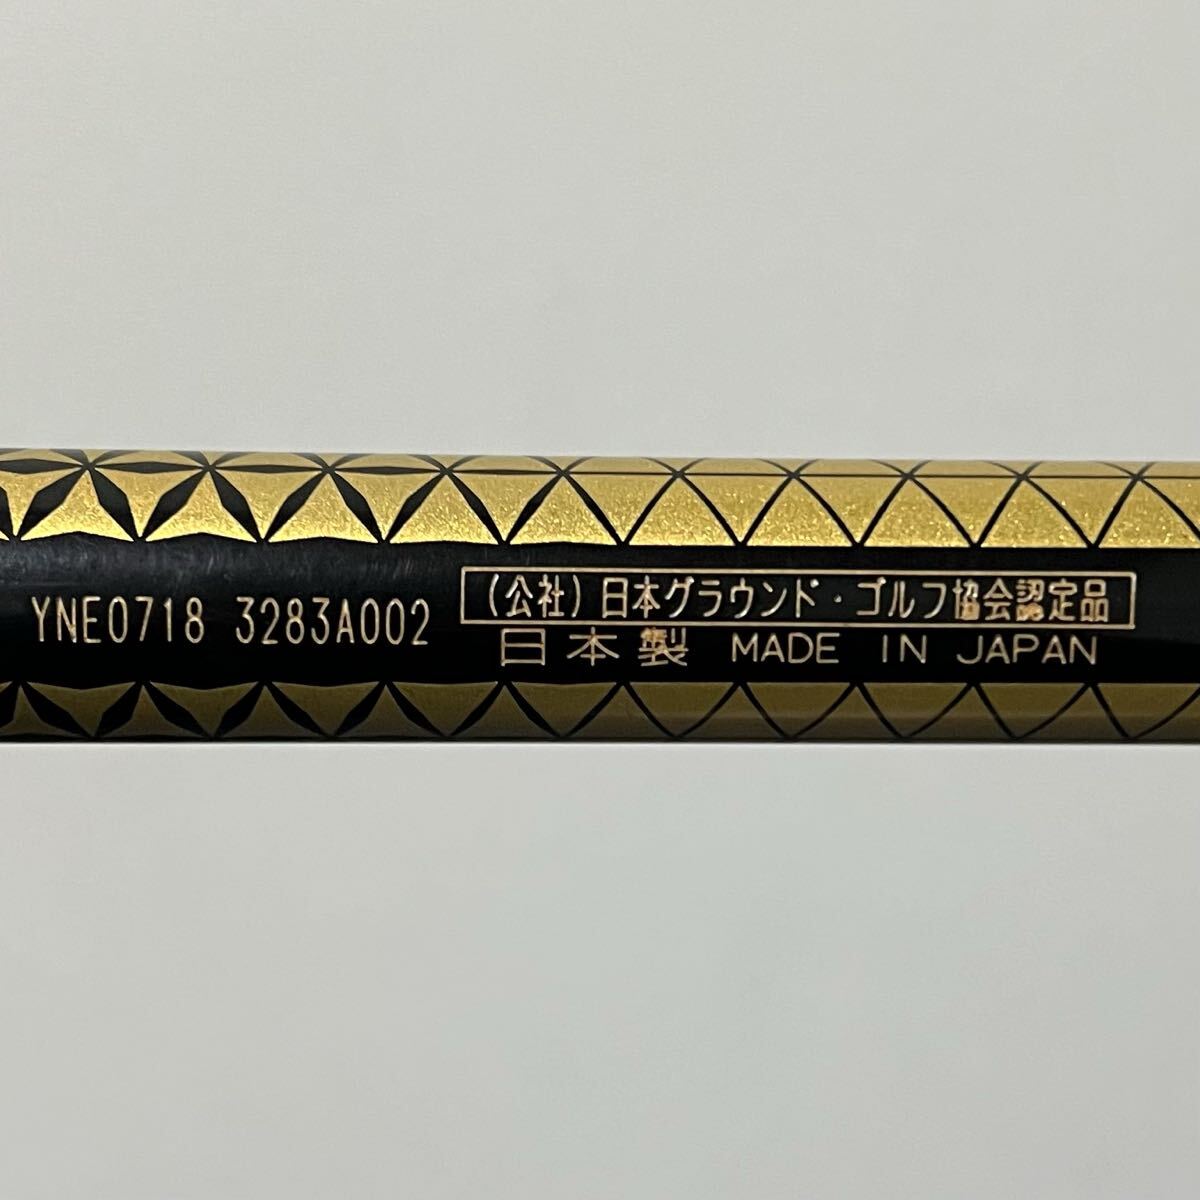 YNE0718 3283A002
(公社)日本グラウンド・ゴルフ協会認定品
日本製 MADE IN JAPAN